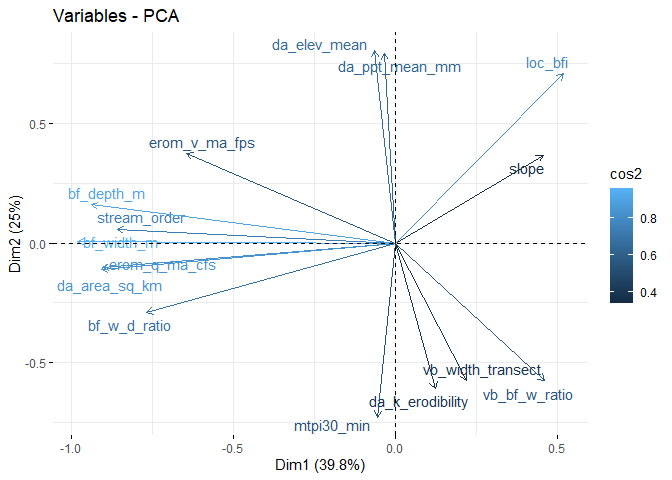 Variables - PCA
da_elev_mean
loc_bfi
da_ppt_mean_mm
0.5
erom_v_ma_fps
slope
cos2
bf_depth_m
stream_order
0.8
0.0
bf_width_m
erom_q_ma_cfs
0.6
da_area_sq_km
0.4
bf_w_d_ratio
Dim2 (25%)
-0.5
vb_width_transect
vb_bf_w_ratio
da_k_erodibility
mtpi30_min
-1.0
-0.5
0.0
0.5
Dim1 (39.8%)